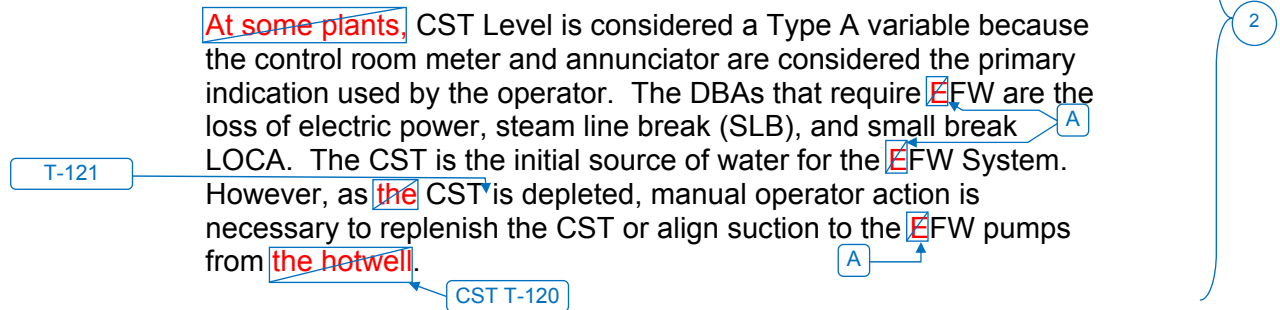 At some plants, CST Level is considered a Type A variable because
2
the control room meter and annunciator are considered the primary
indication used by the operator. The DBAs that require EFW are the
loss of electric power, steam line break (SLB), and small break
A
LOCA. The CST is the initial source of water for the EFW System.
T-121
However, as the CST is depleted, manual operator action is
necessary to replenish the CST or align suction to the EFW pumps
from the hotwell.
A
CST T-120